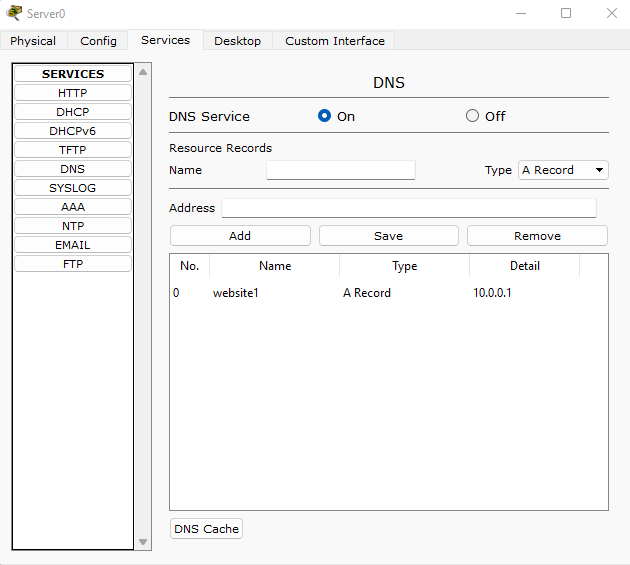 Server0
Physical Config Services Desktop Custom Interface
SERVICES
HTTP
DHCP
DHCPv6
TFTP
DNS
SYSLOG
AAA
NTP
EMAIL
FTP
DNS
DNS Service On Off
Resource Records
Name Type A Record
Address
Add Save Remove
No. Name Type Detail
0 website1 A Record 10.0.0.1
DNS Cache